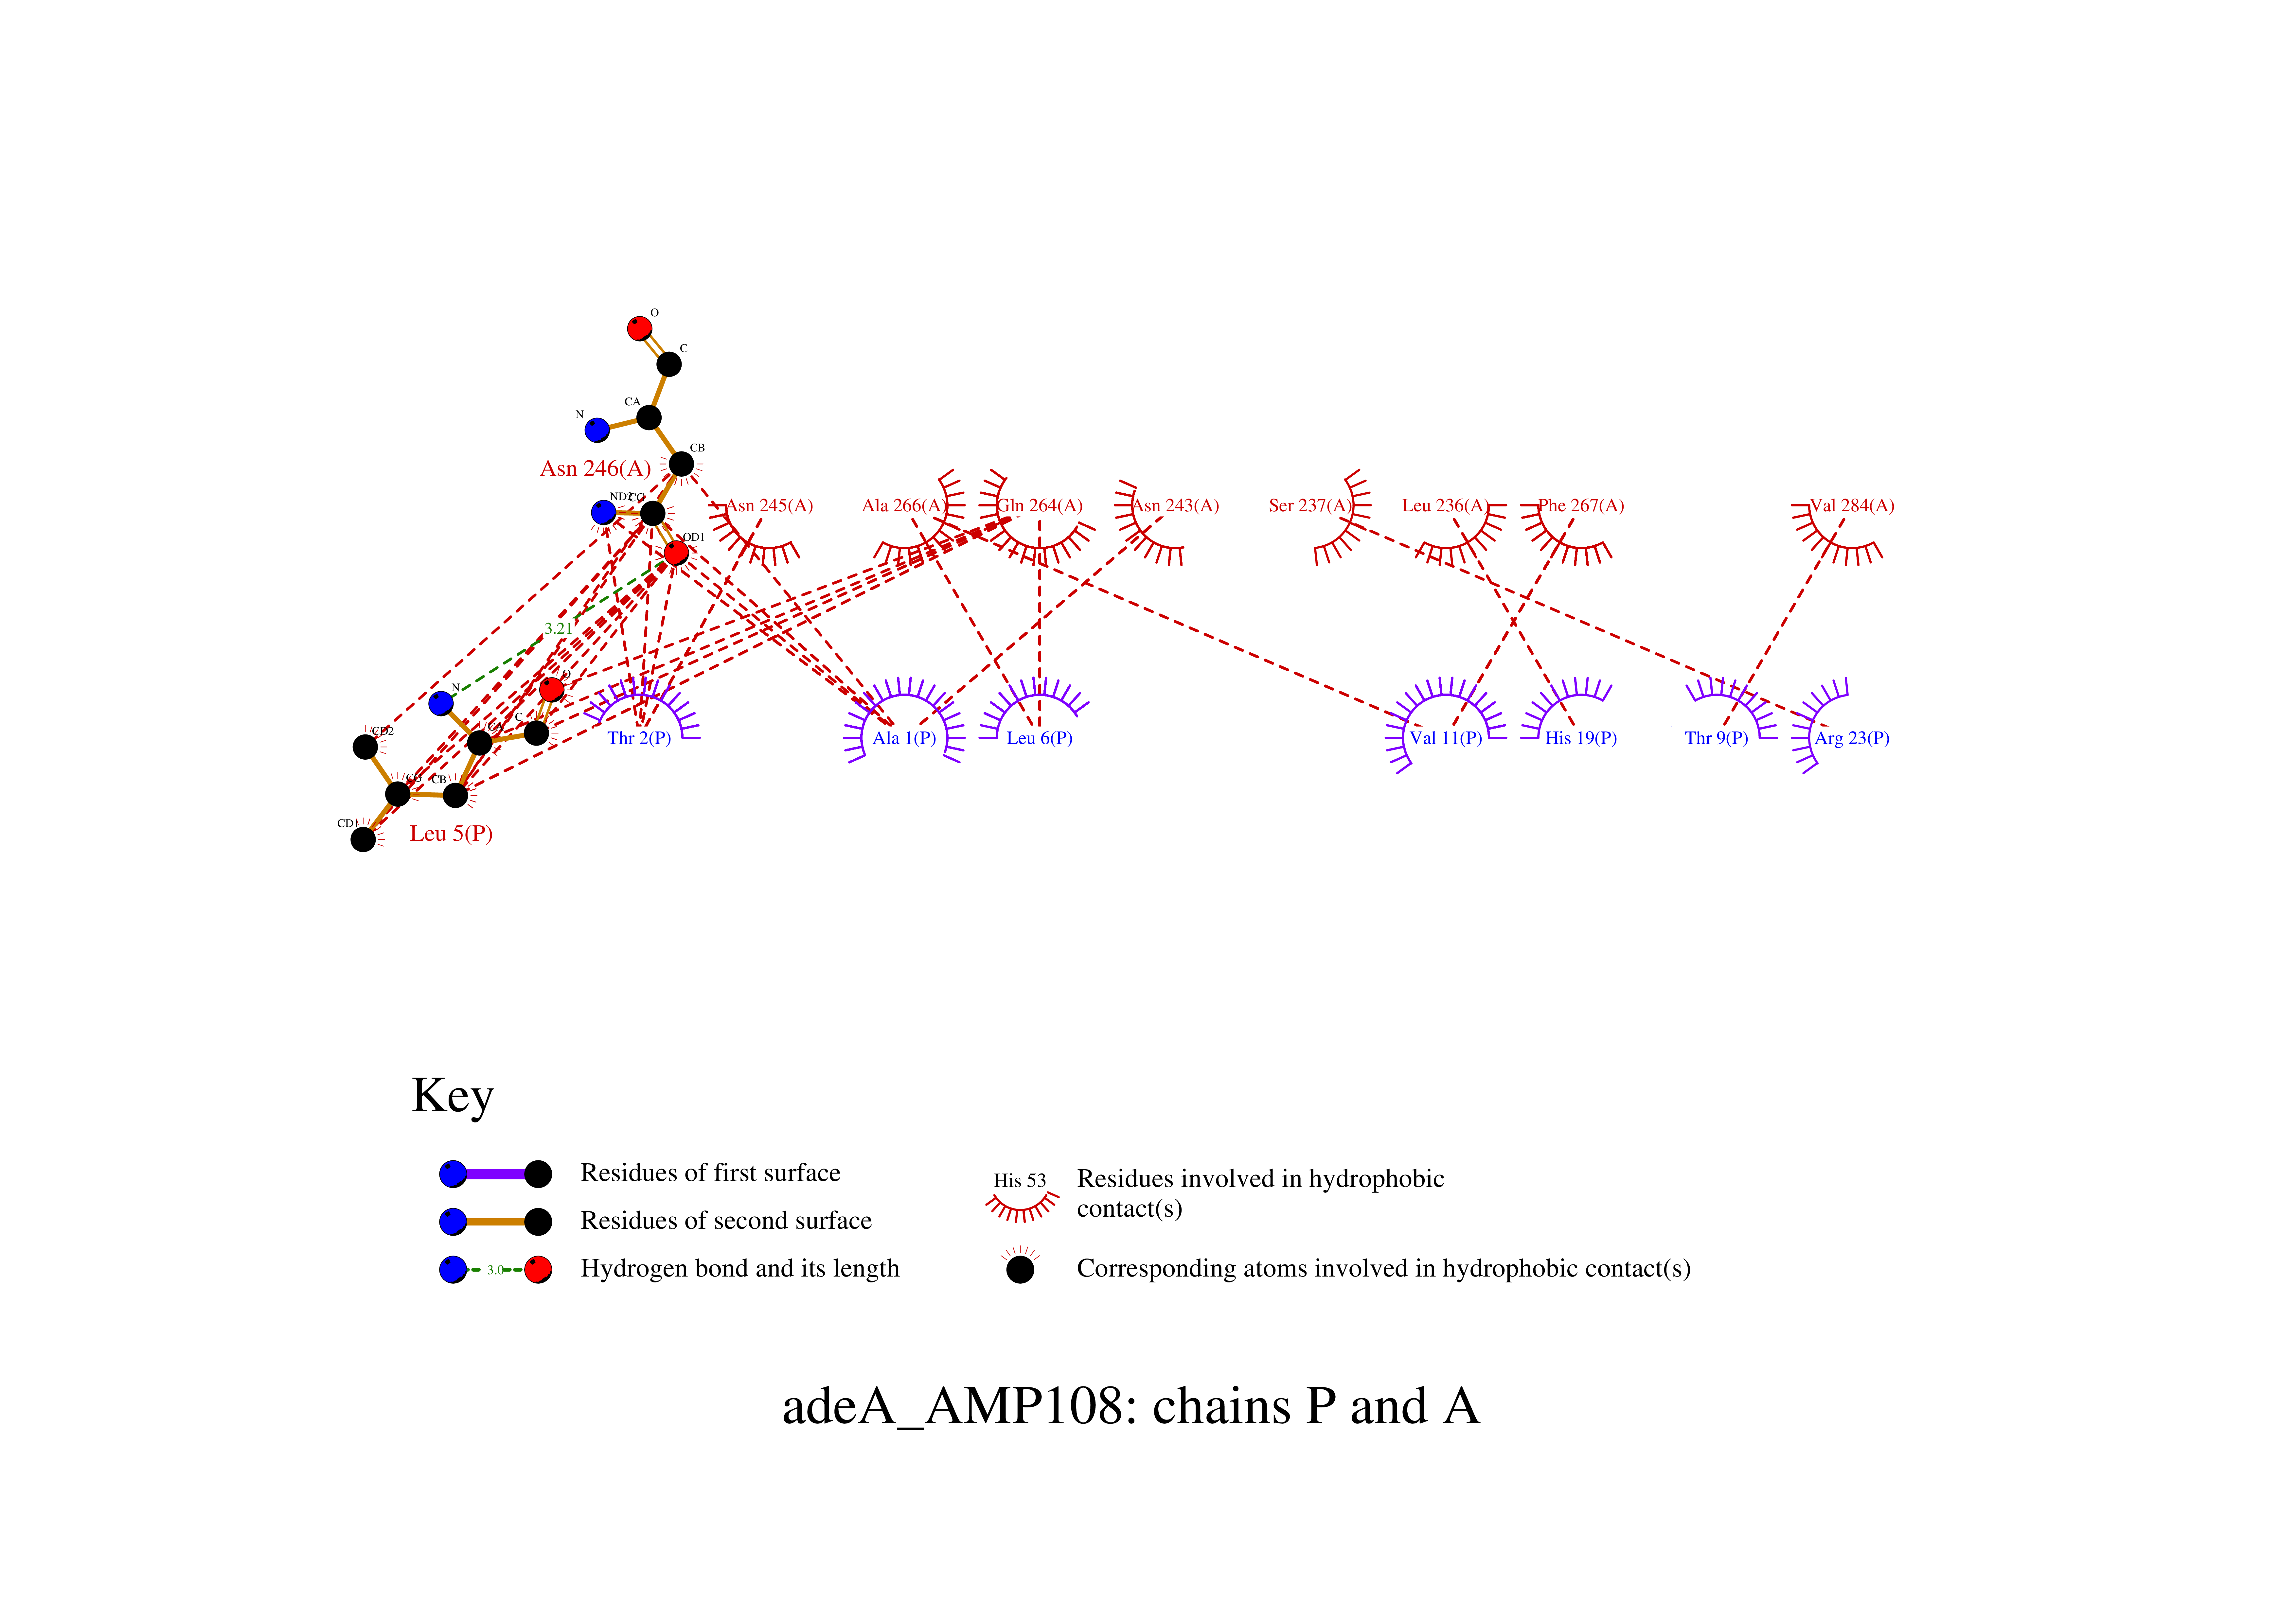 O
C
CA
N
CB
Asn 246(A)
ND2
CG
Asn 245(A)
Ala 266(A)
Gln 264(A)
Asn 243(A)
Ser 237(A)
Leu 236(A)
Phe 267(A)
Val 284(A)
OD1
3.21
O
N
C
CA
CD2
Thr 2(P)
Ala 1(P)
Leu 6(P)
Val 11(P)
His 19(P)
Thr 9(P)
Arg 23(P)
CG
CB
CD1
Leu 5(P)
Key
Residues of first surface
His 53
Residues involved in hydrophobic
contact(s)
Residues of second surface
3.0
Hydrogen bond and its length
Corresponding atoms involved in hydrophobic contact(s)
adeA_AMP108: chains P and A